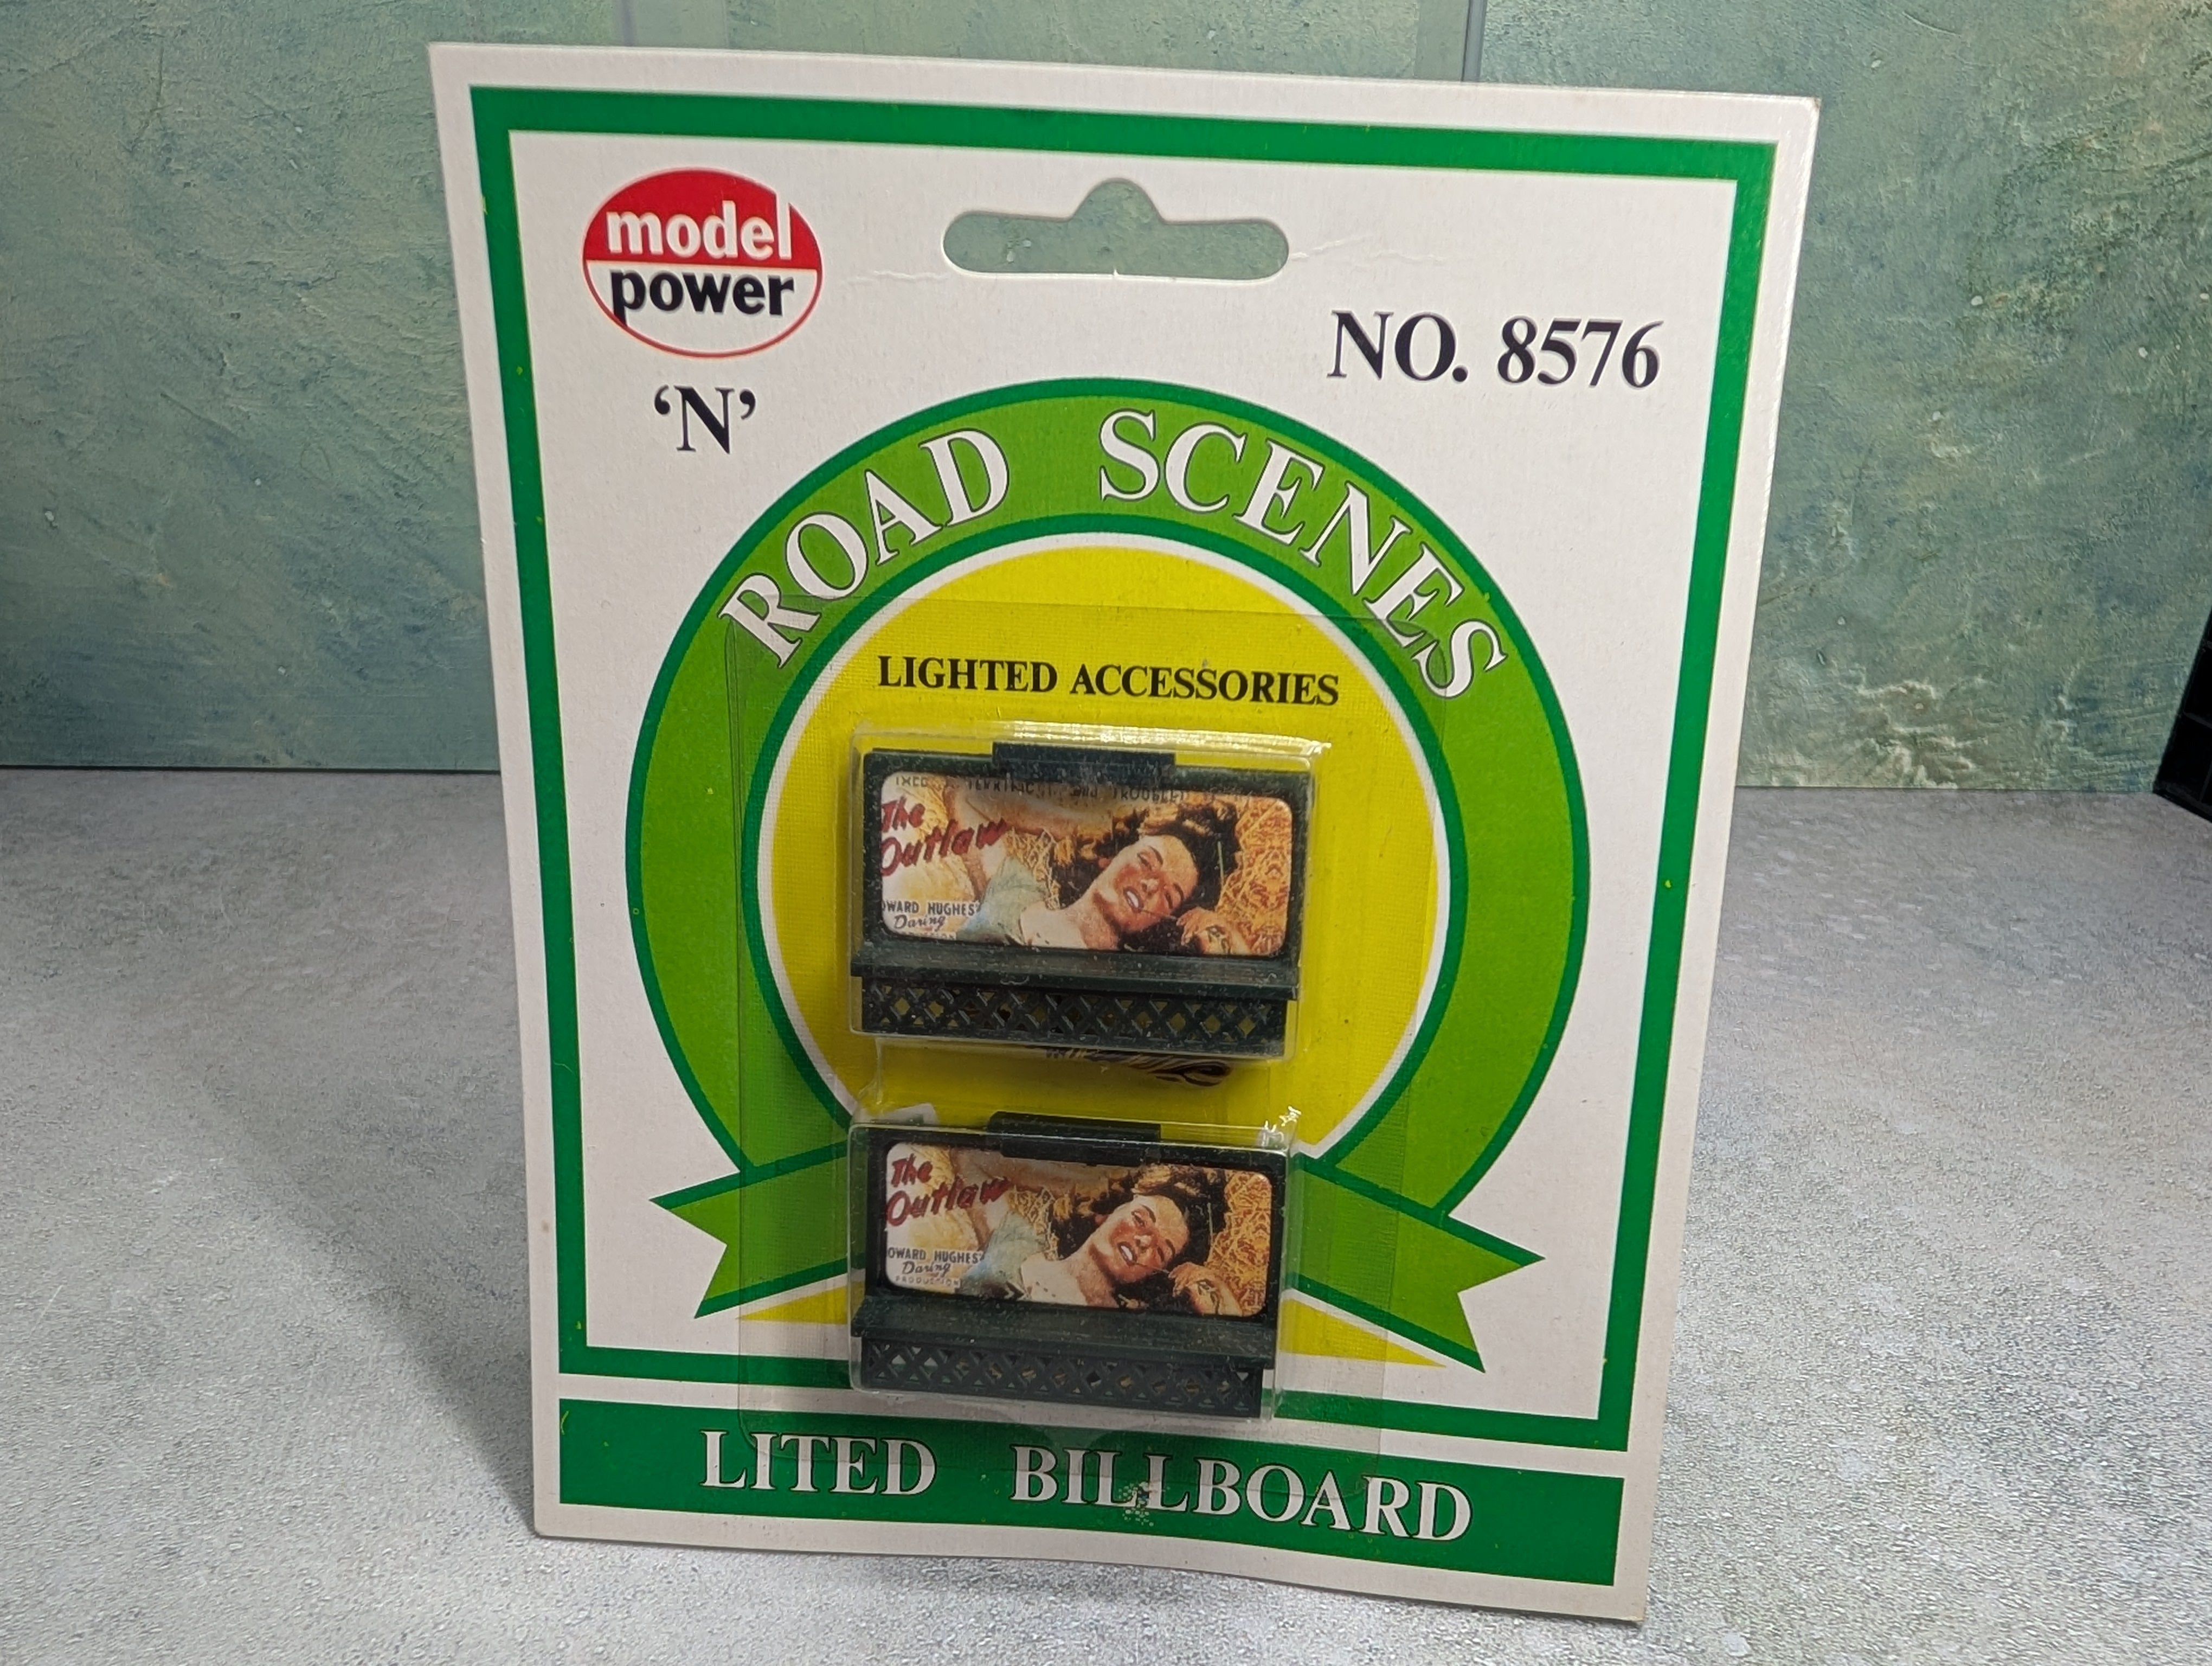 model
power
NO. 8576
'N'
ROAD SCENES
LIGHTED ACCESSORIES
The
Outlaw
OWARD HUGHES'
Daring
The
Outlaw
OWARD HUGHES'
Daring
PRODUCTION
LITED BILLBOARD